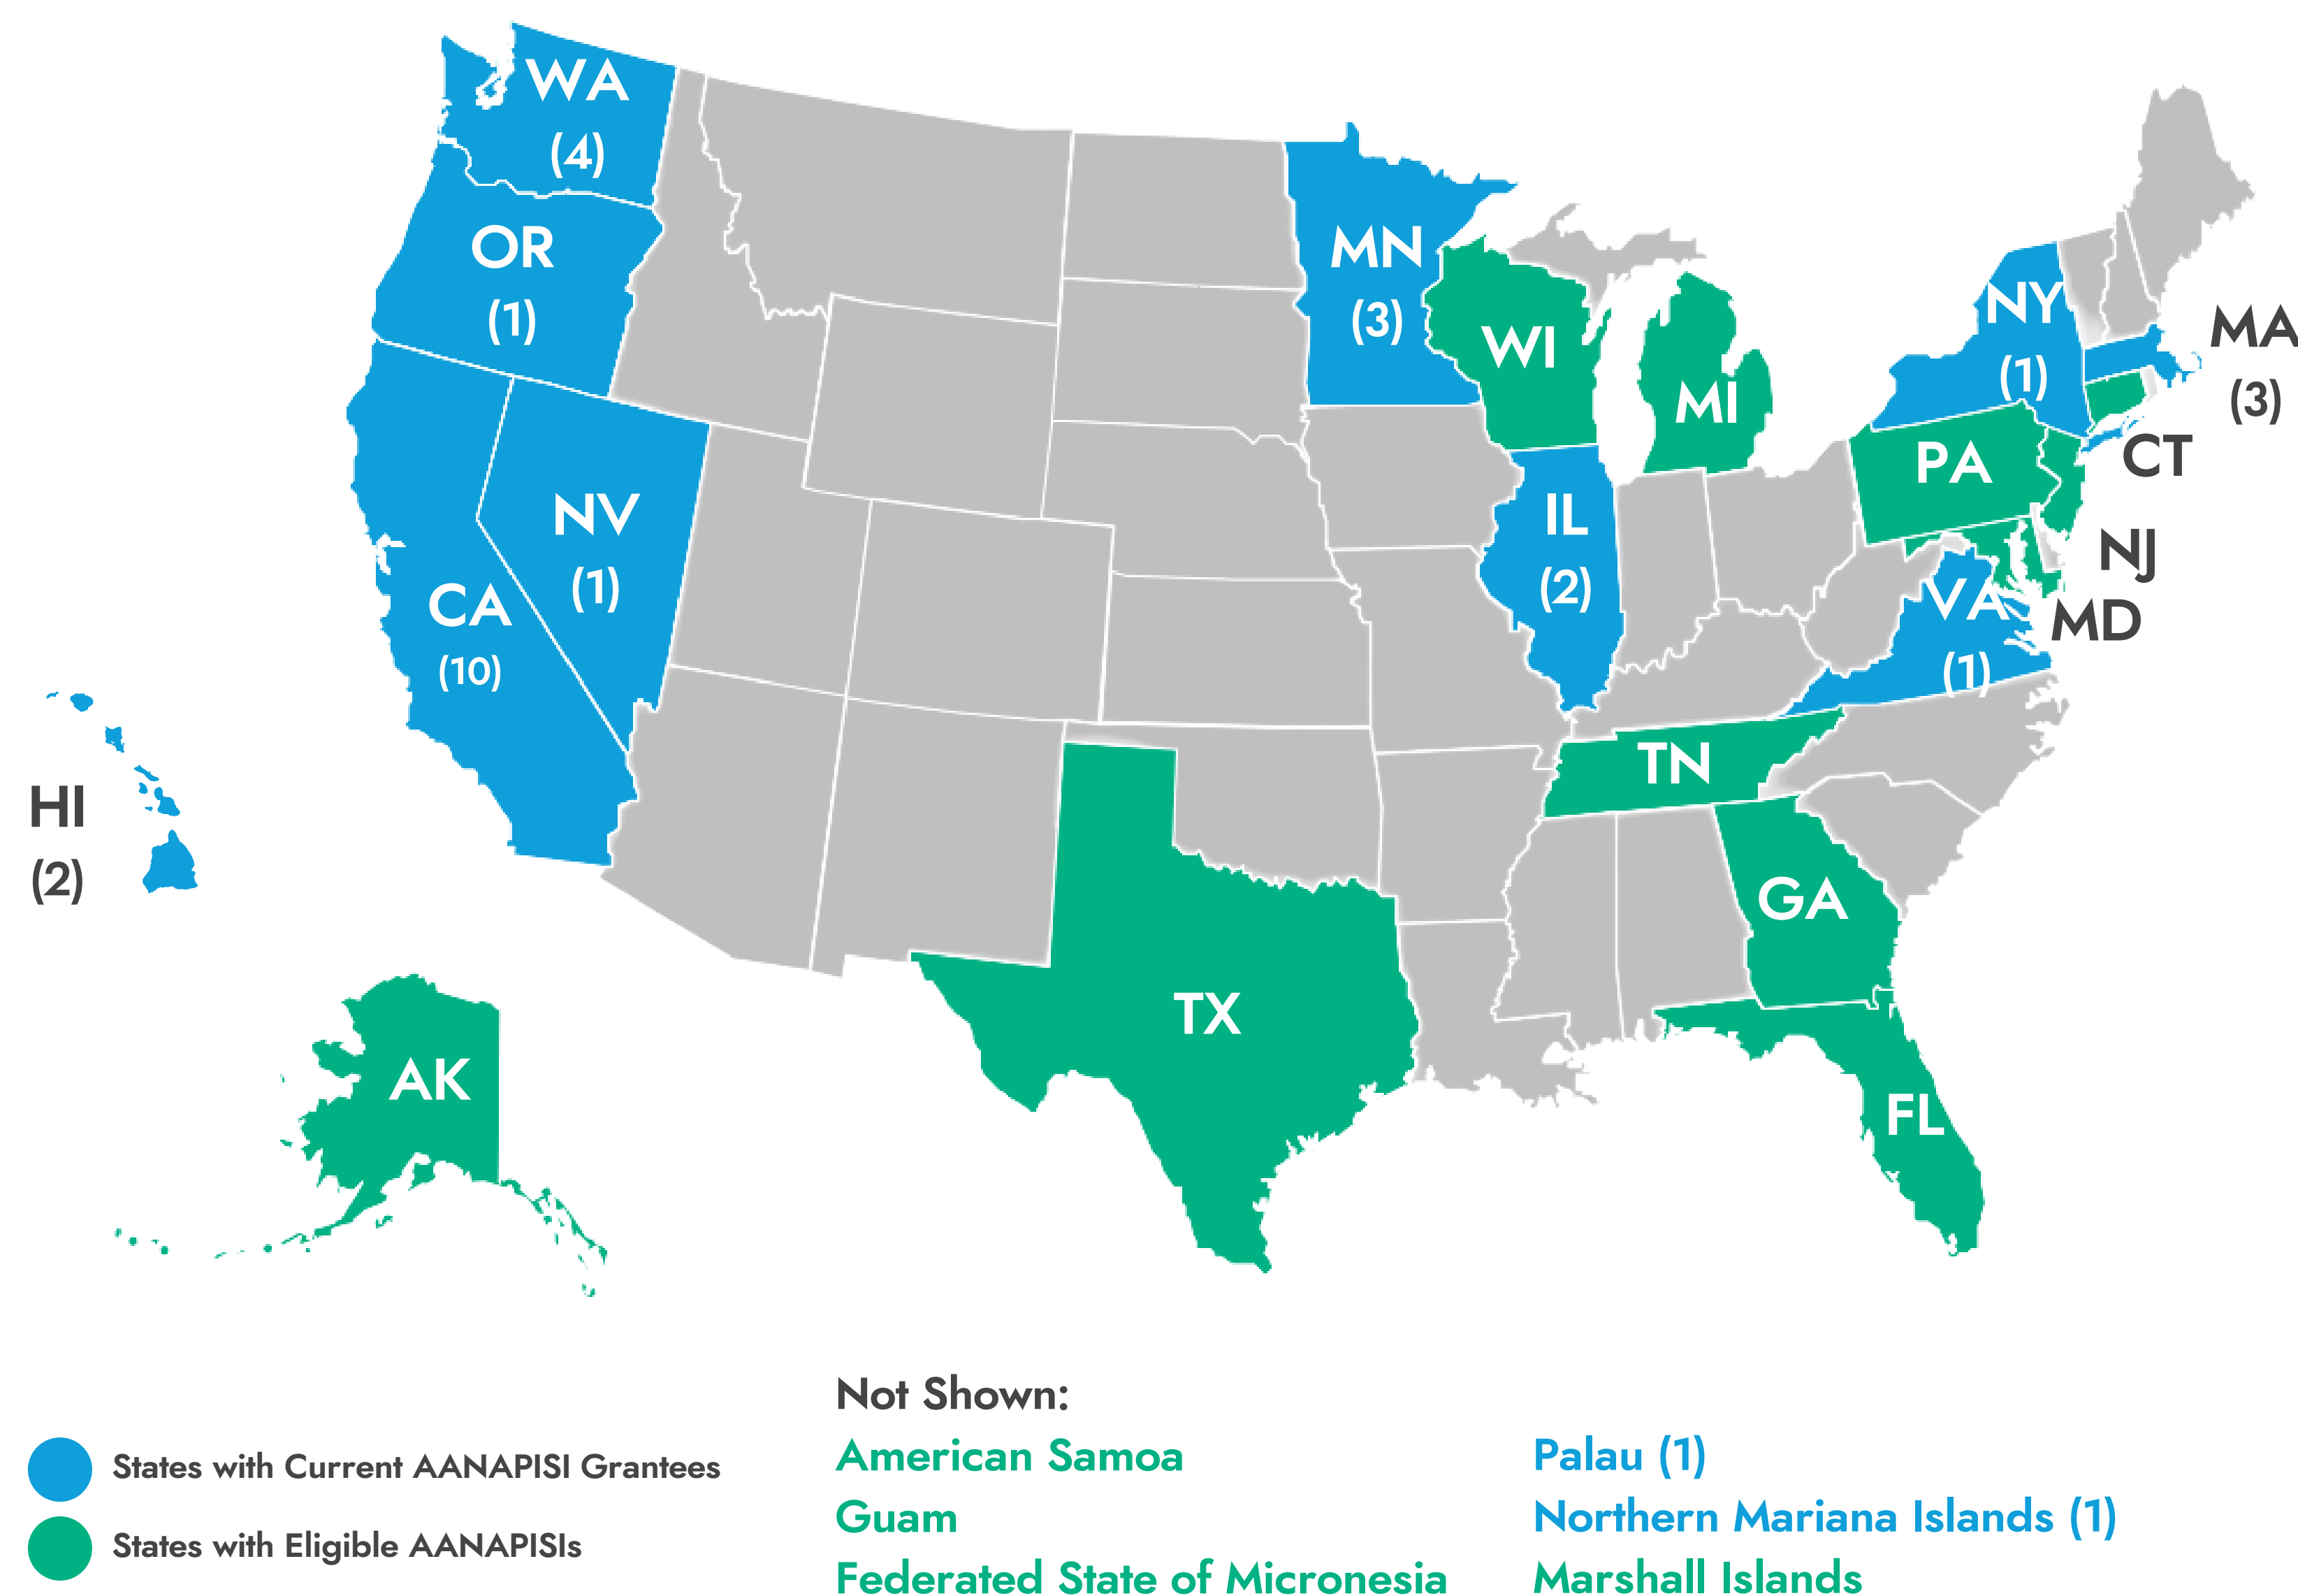 WA
(4)
OR
(1)
MN
(3)
NY
(1)
MA
(3)
WI
MI
CT
PA
NV
(1)
IL
(2)
NJ
CA
(10)
VA
(1)
MD
TN
HI
(2)
GA
TX
AK
FL
Not Shown:
States with Current AANAPISI Grantees
States with Eligible AANAPISIs
American Samoa
Guam
Federated State of Micronesia
Palau (1)
Northern Mariana Islands (1)
Marshall Islands